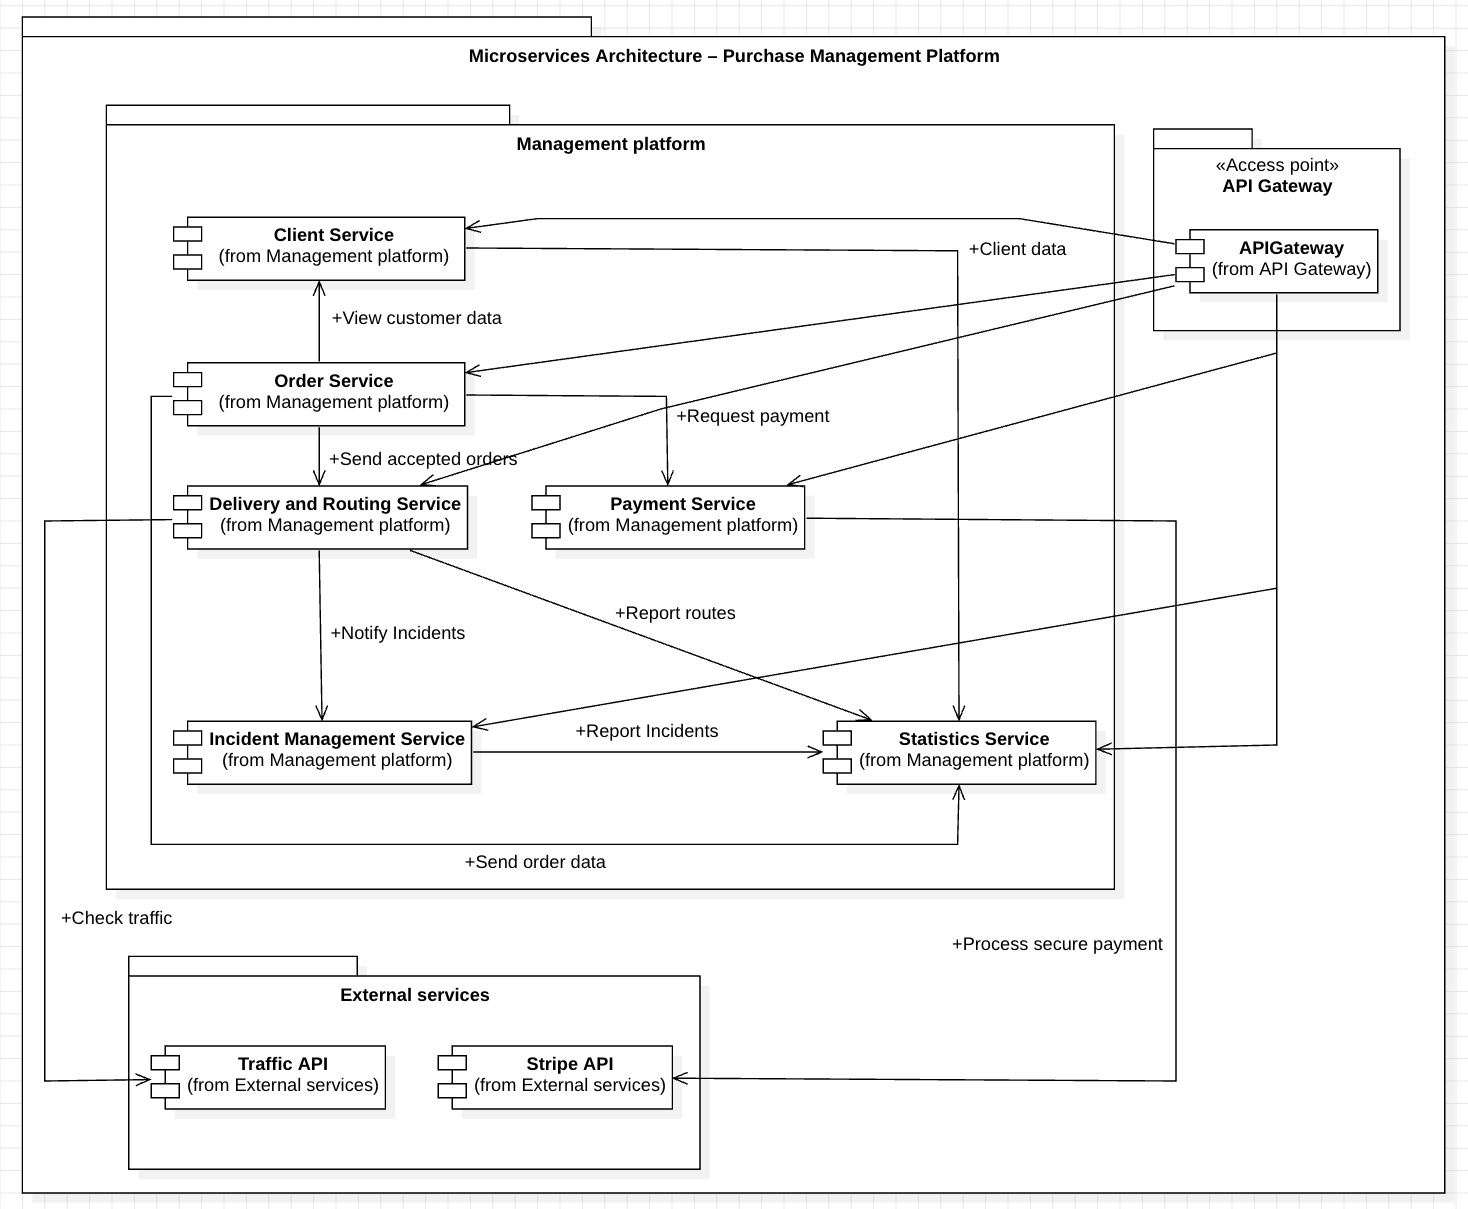 Microservices Architecture – Purchase Management Platform
Management platform
«Access point»
API Gateway
Client Service
(from Management platform)
+Client data
APIGateway
(from API Gateway)
+View customer data
Order Service
(from Management platform)
+Request payment
+Send accepted orders
Delivery and Routing Service
(from Management platform)
Payment Service
(from Management platform)
+Report routes
+Notify Incidents
+Report Incidents
Incident Management Service
(from Management platform)
Statistics Service
(from Management platform)
+Send order data
+Check traffic
+Process secure payment
External services
Traffic API
(from External services)
Stripe API
(from External services)